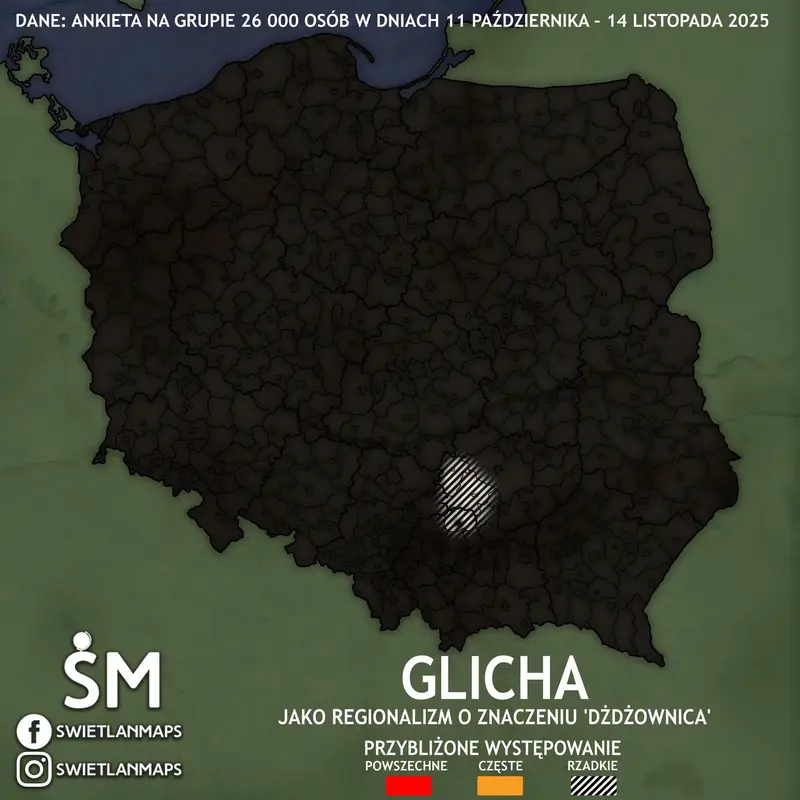 DANE: ANKIETA NA GRUPIE 26 000 OSÓB W DNIACH 11 PAŹDZIERNIKA - 14 LISTOPADA 2025
ŚM
SWIETLANMAPS
SWIETLANMAPS
GLICHA
JAKO REGIONALIZM O ZNACZENIU 'DŻDŻOWNICA'
PRZYBLIŻONE WYSTĘPOWANIE
POWSZECHNE CZĘSTE RZADKIE